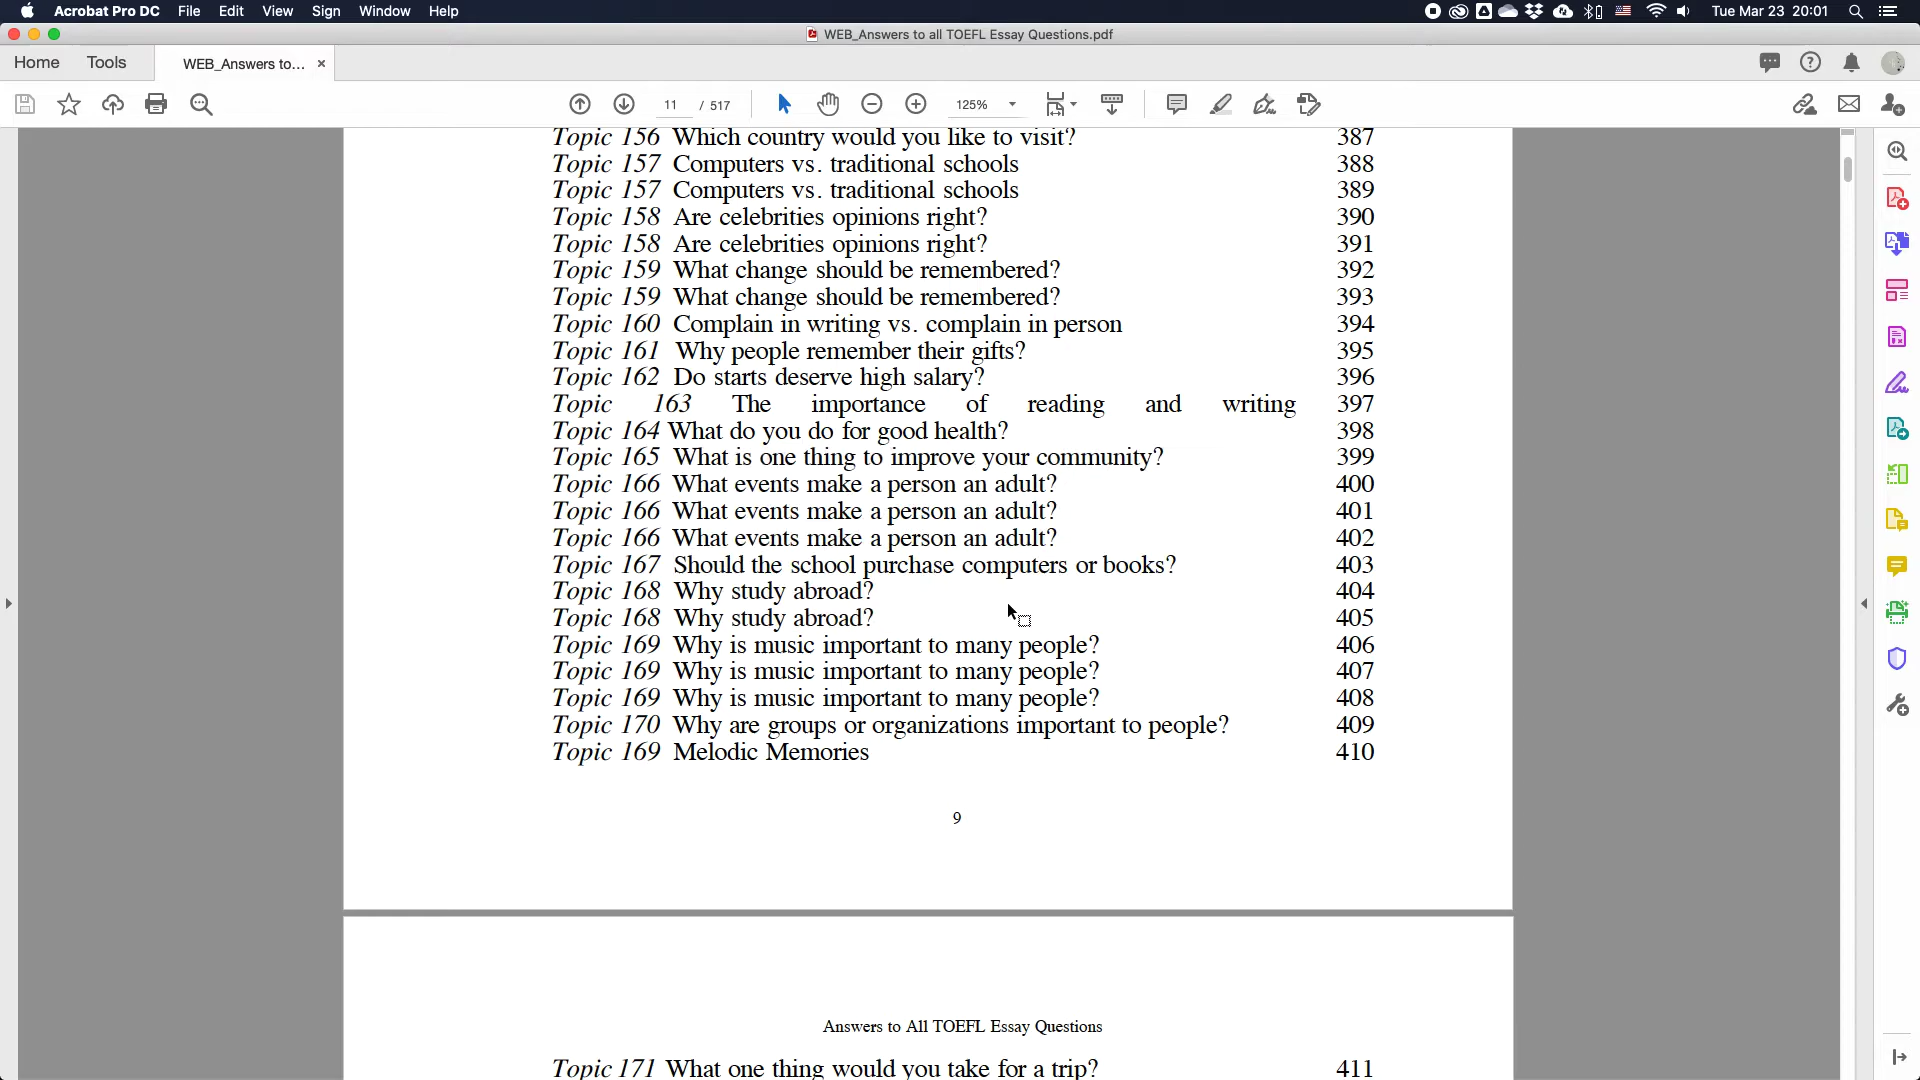 Acrobat Pro DC File Edit View Sign Window Help Tue Mar 23 20:01
WEB_Answers to all TOEFL Essay Questions.pdf
Home Tools WEB_Answers to... ×
11 / 517 125%
Topic 156 Which country would you like to visit? 387
Topic 157 Computers vs. traditional schools 388
Topic 157 Computers vs. traditional schools 389
Topic 158 Are celebrities opinions right? 390
Topic 158 Are celebrities opinions right? 391
Topic 159 What change should be remembered? 392
Topic 159 What change should be remembered? 393
Topic 160 Complain in writing vs. complain in person 394
Topic 161 Why people remember their gifts? 395
Topic 162 Do starts deserve high salary? 396
Topic 163 The importance of reading and writing 397
Topic 164 What do you do for good health? 398
Topic 165 What is one thing to improve your community? 399
Topic 166 What events make a person an adult? 400
Topic 166 What events make a person an adult? 401
Topic 166 What events make a person an adult? 402
Topic 167 Should the school purchase computers or books? 403
Topic 168 Why study abroad? 404
Topic 168 Why study abroad? 405
Topic 169 Why is music important to many people? 406
Topic 169 Why is music important to many people? 407
Topic 169 Why is music important to many people? 408
Topic 170 Why are groups or organizations important to people? 409
Topic 169 Melodic Memories 410
9
Answers to All TOEFL Essay Questions
Topic 171 What one thing would you take for a trip? 411